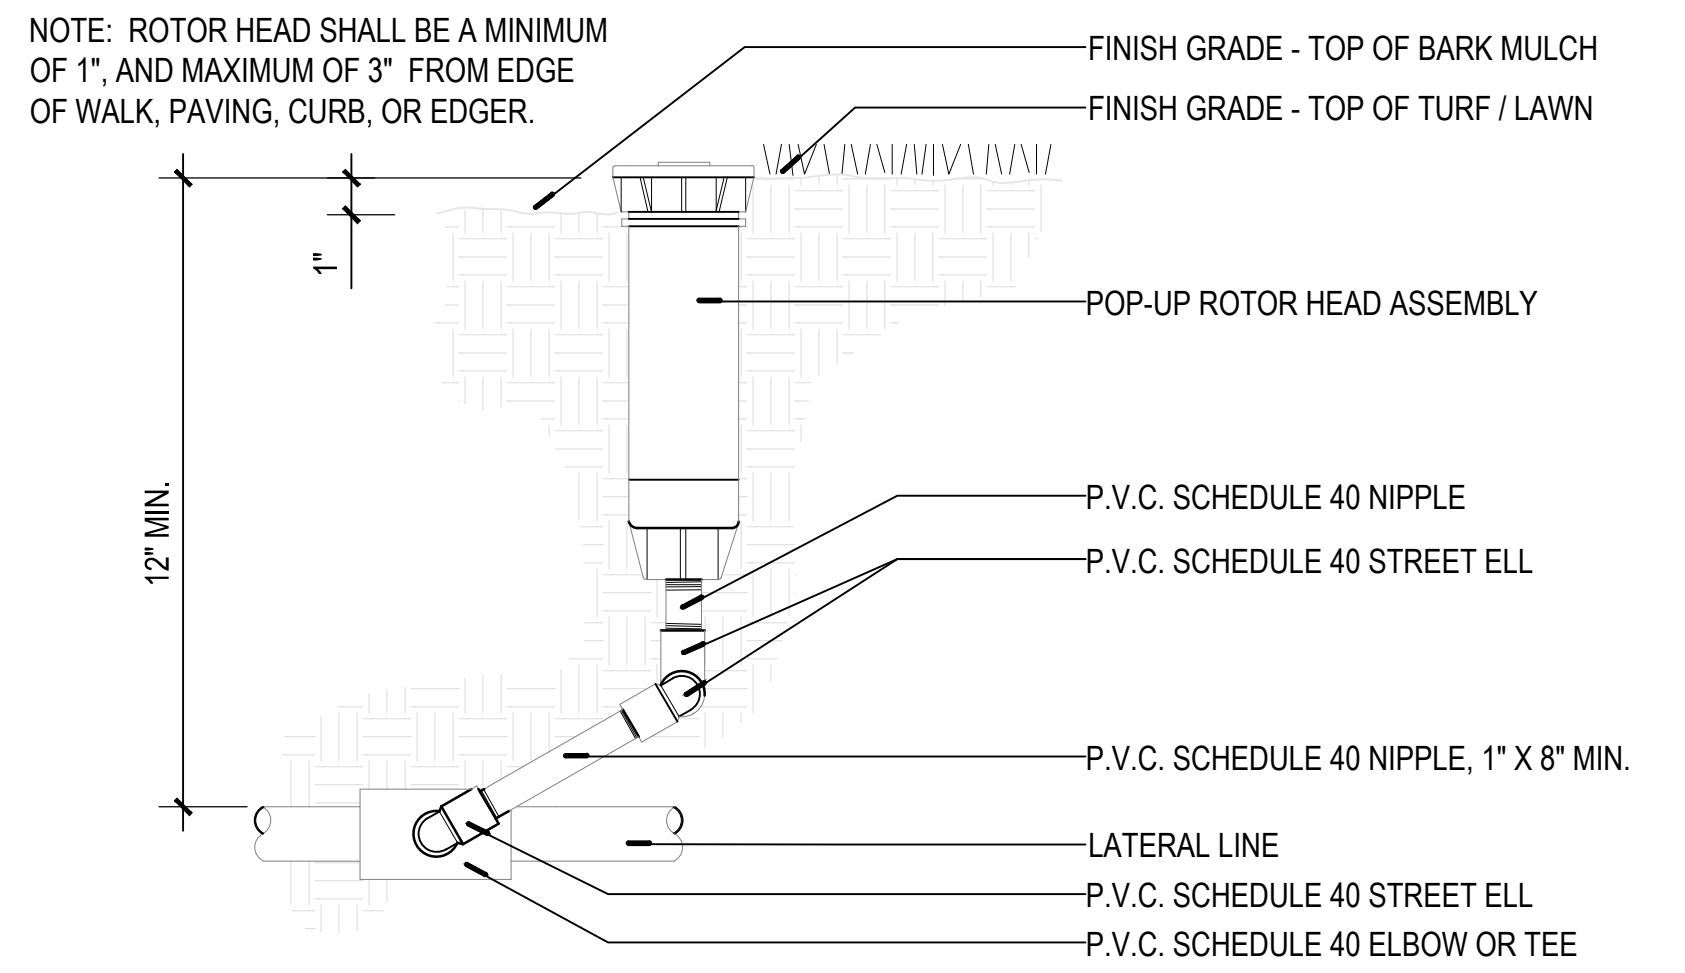 NOTE: ROTOR HEAD SHALL BE A MINIMUM
OF 1", AND MAXIMUM OF 3" FROM EDGE
OF WALK, PAVING, CURB, OR EDGER.
FINISH GRADE - TOP OF BARK MULCH
FINISH GRADE - TOP OF TURF / LAWN
1"
POP-UP ROTOR HEAD ASSEMBLY
12" MIN.
P.V.C. SCHEDULE 40 NIPPLE
P.V.C. SCHEDULE 40 STREET ELL
P.V.C. SCHEDULE 40 NIPPLE, 1" X 8" MIN.
LATERAL LINE
P.V.C. SCHEDULE 40 STREET ELL
P.V.C. SCHEDULE 40 ELBOW OR TEE